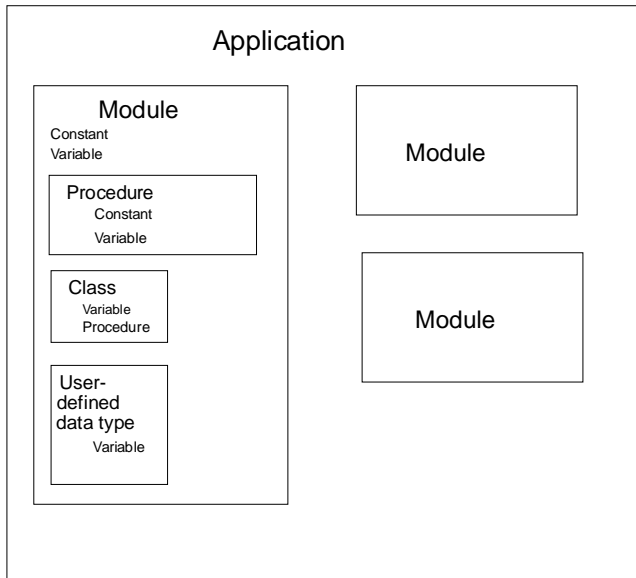 Application
Module
Constant
Variable
Procedure
Constant
Variable
Class
Variable
Procedure
User-
defined
data type
Variable
Module
Module